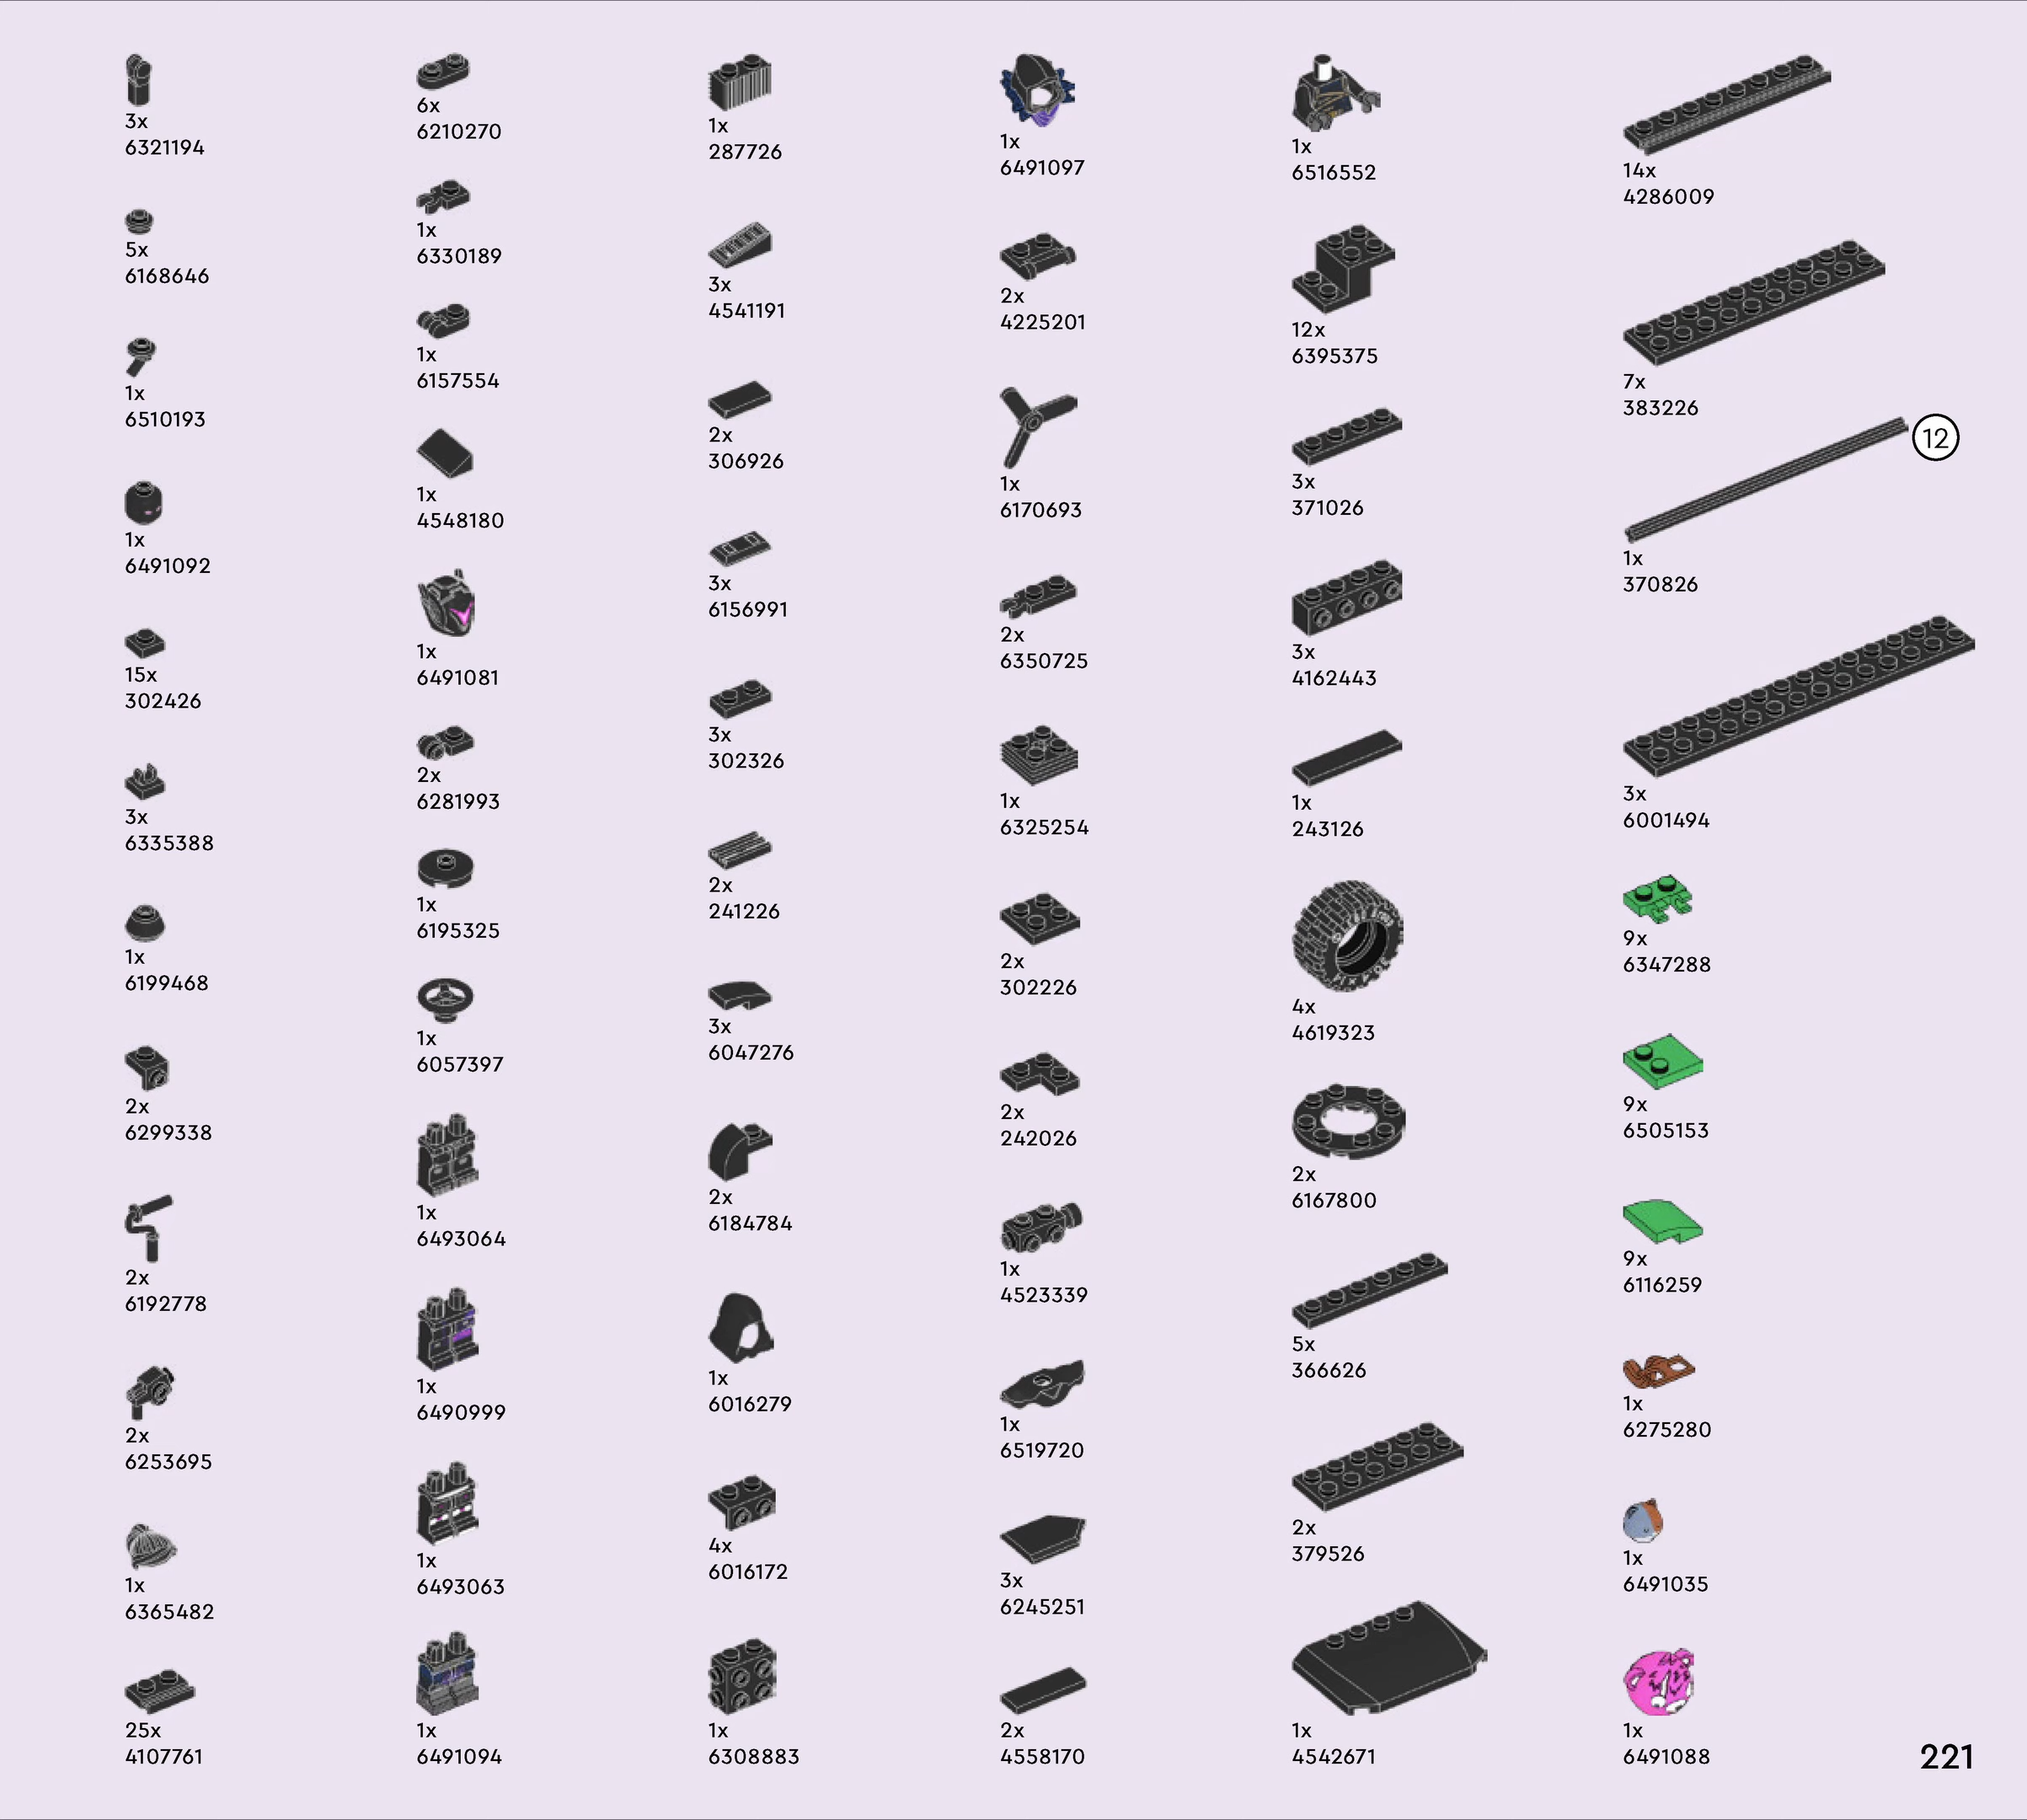 3x
6321194
5x
6168646
1x
6510193
1x
6491092
15x
302426
3x
6335388
1x
6199468
2x
6299338
2x
6192778
2x
6253695
1x
6365482
25x
4107761
6x
6210270
1x
6330189
1x
6157554
1x
4548180
1x
6491081
2x
6281993
1x
6195325
1x
6057397
1x
6493064
1x
6490999
1x
6493063
1x
6491094
1x
287726
3x
4541191
2x
306926
3x
6156991
3x
302326
2x
241226
3x
6047276
2x
6184784
1x
6016279
4x
6016172
1x
6308883
1x
6491097
2x
4225201
1x
6170693
2x
6350725
1x
6325254
2x
302226
2x
242026
1x
4523339
1x
6519720
3x
6245251
2x
4558170
1x
6516552
12x
6395375
3x
371026
3x
4162443
1x
243126
4x
4619323
2x
6167800
5x
366626
2x
379526
1x
4542671
14x
4286009
7x
383226
12
1x
370826
3x
6001494
9x
6347288
9x
6505153
9x
6116259
1x
6275280
1x
6491035
1x
6491088
221